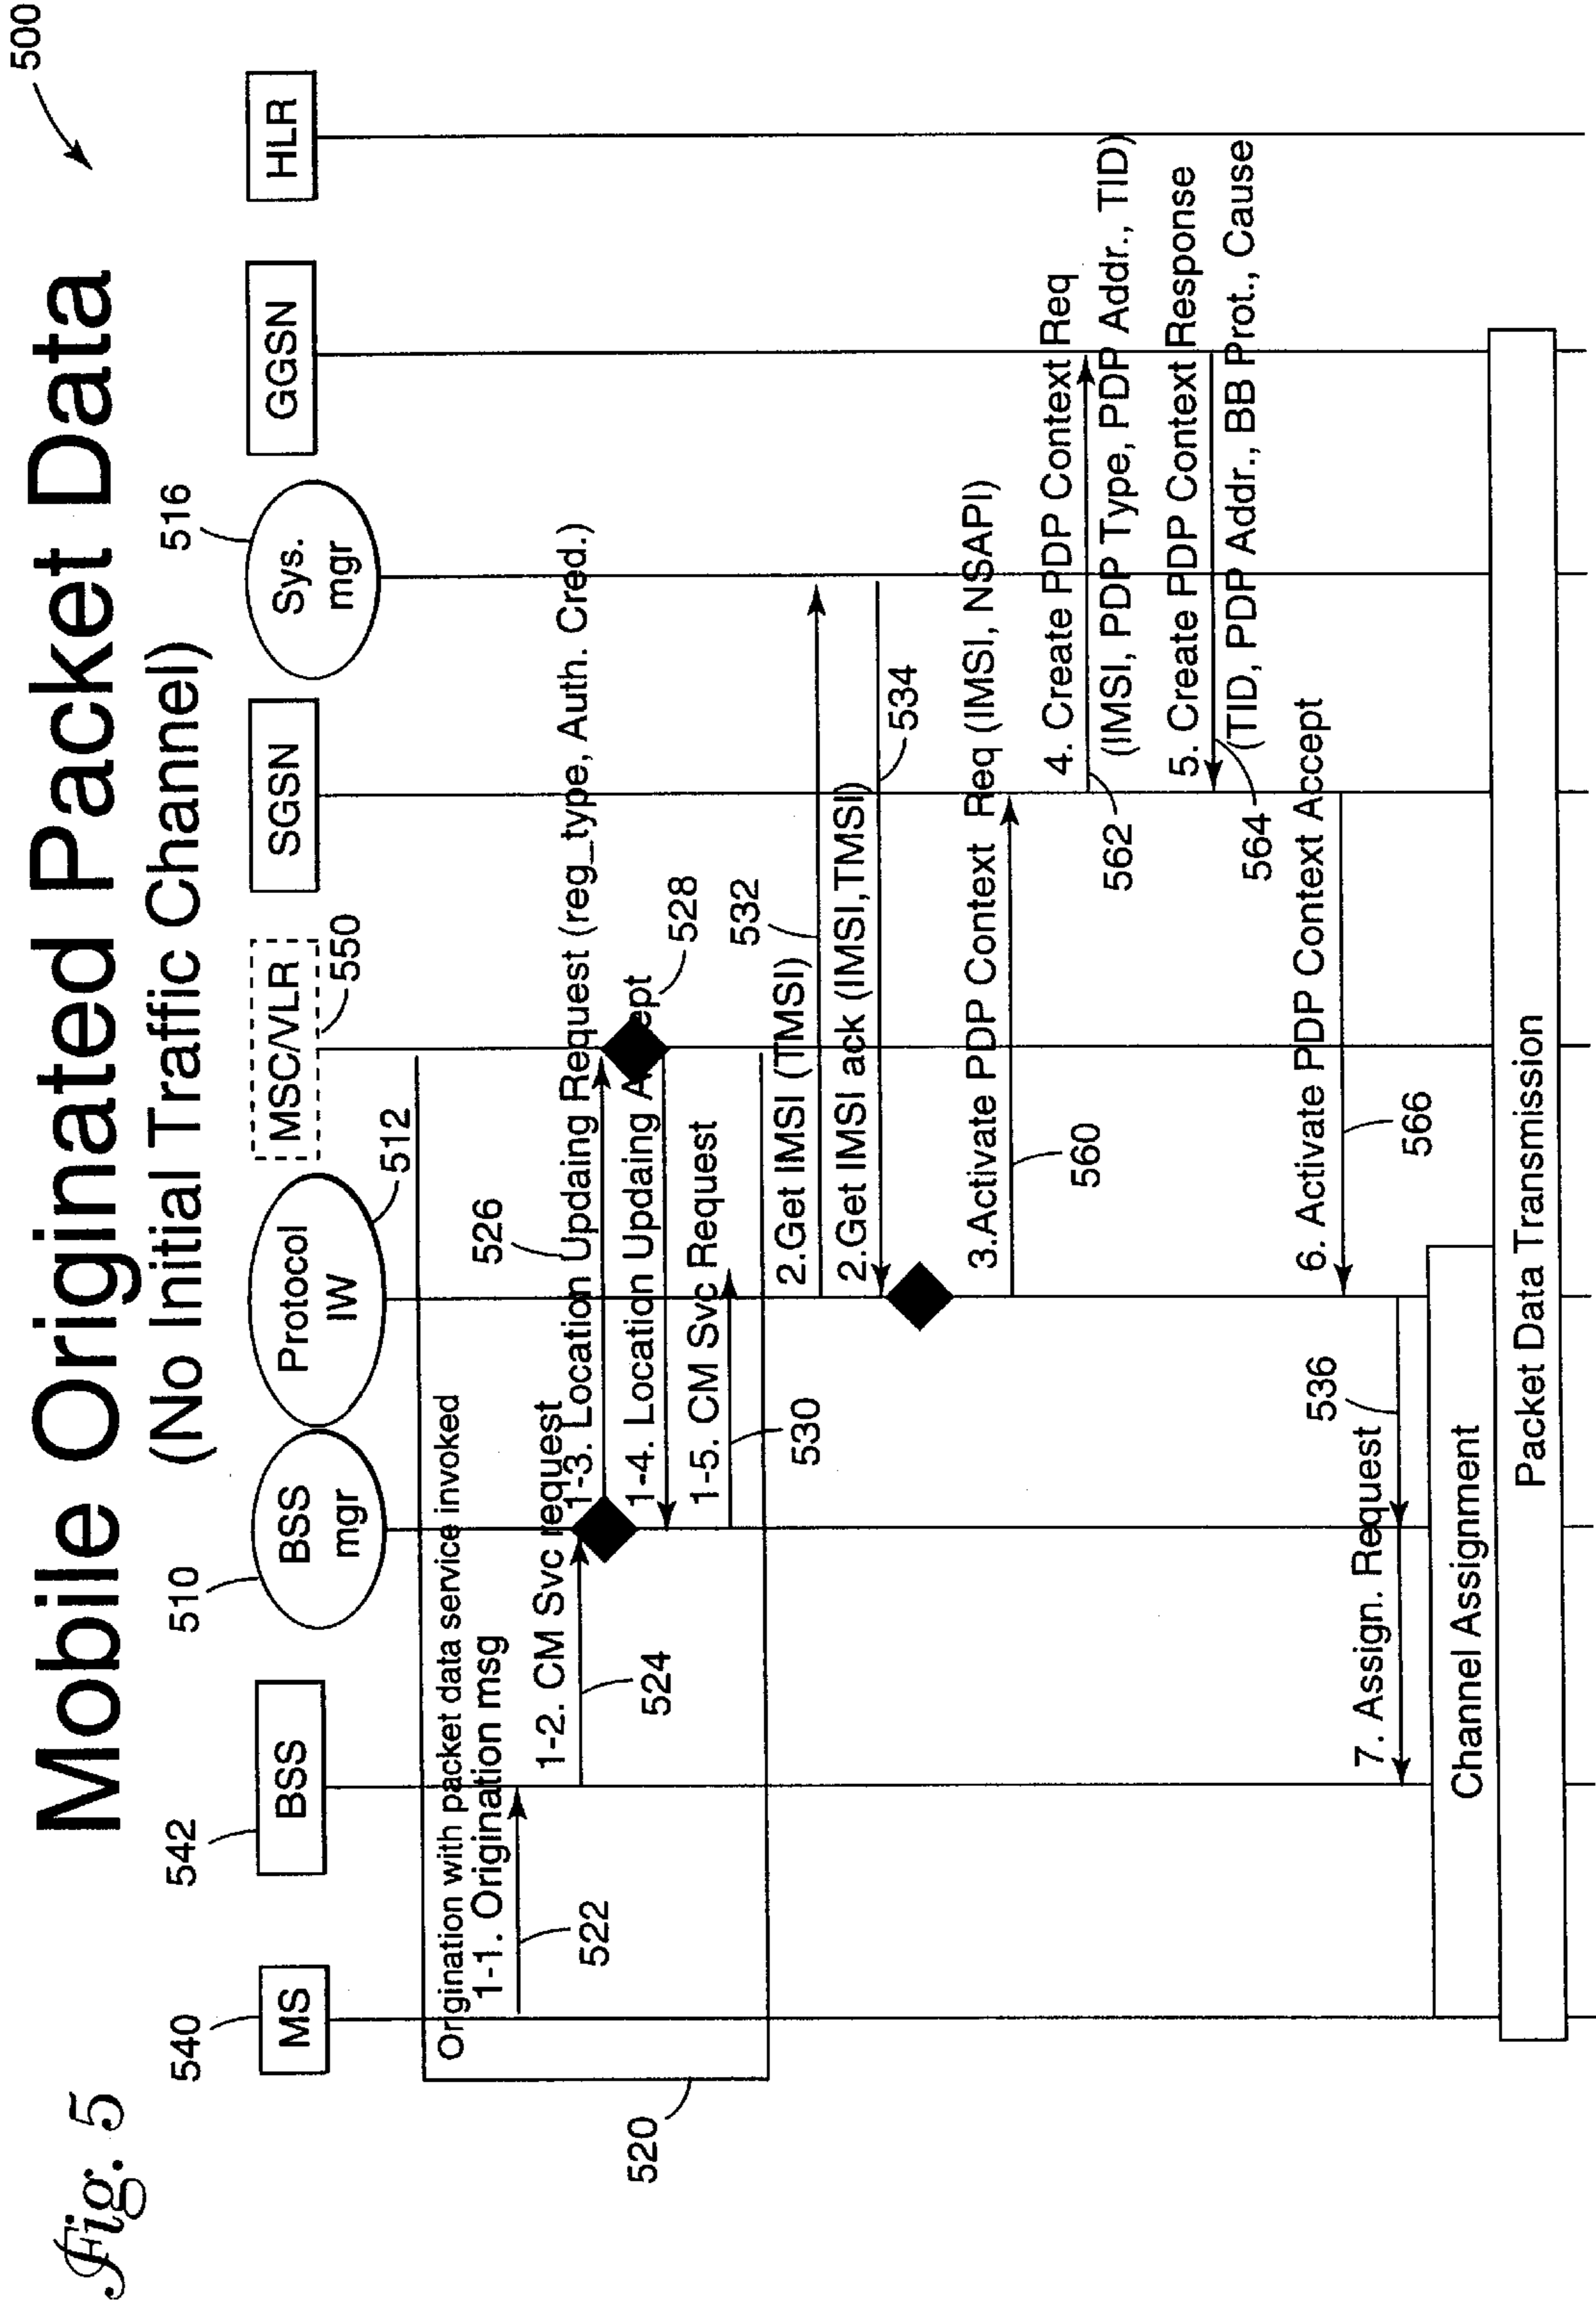 Fig. 5
Mobile Originated Packet Data
(No Initial Traffic Channel)
500
540
542
510
512
550
516
MS
BSS
BSS
mgr
Protocol
IW
MSC/VLR
SGSN
Sys.
mgr
GGSN
HLR
520
Origination with packet data service invoked
1-1. Origination msg
522
1-2. CM Svc request
524
526
1-3. Location Updaing Request (reg_type, Auth. Cred.)
1-4. Location Updaing A ept
528
1-5. CM Svc Request
530
2.Get IMSI (TMSI)
532
2.Get IMSI ack (IMSI,TMSI)
534
3.Activate PDP Context Req (IMSI, NSAPI)
560
4. Create PDP Context Req
(IMSI, PDP Type, PDP Addr., TID)
562
5. Create PDP Context Response
(TID, PDP Addr., BB Prot., Cause
564
6. Activate PDP Context Accept
566
7. Assign. Request
536
Channel Assignment
Packet Data Transmission